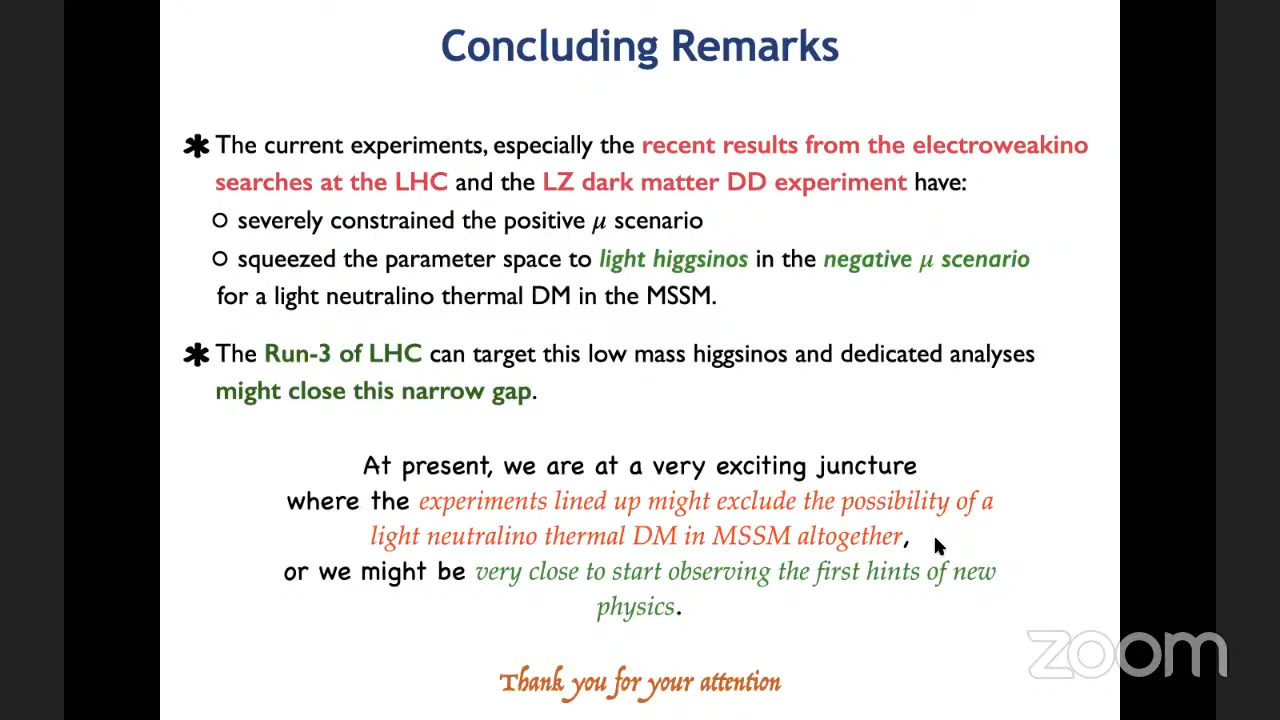 Concluding Remarks
✱ The current experiments, especially the recent results from the electroweakino
searches at the LHC and the LZ dark matter DD experiment have:
○ severely constrained the positive μ scenario
○ squeezed the parameter space to light higgsinos in the negative μ scenario
for a light neutralino thermal DM in the MSSM.
✱ The Run-3 of LHC can target this low mass higgsinos and dedicated analyses
might close this narrow gap.
At present, we are at a very exciting juncture
where the experiments lined up might exclude the possibility of a
light neutralino thermal DM in MSSM altogether,
or we might be very close to start observing the first hints of new
physics.
zoom
Thank you for your attention